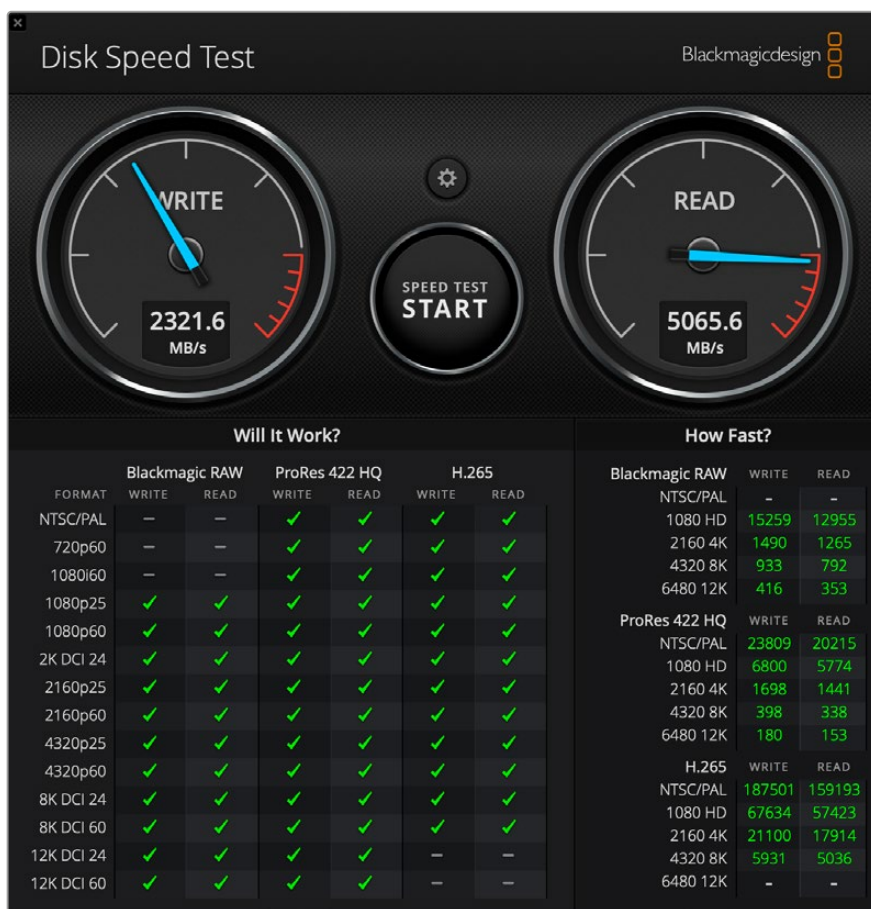 Disk Speed Test
Blackmagicdesign
WRITE
2321.6
MB/s
SPEED TEST
START
READ
5065.6
MB/s
Will It Work?
Blackmagic RAW ProRes 422 HQ H.265
FORMAT WRITE READ WRITE READ WRITE READ
NTSC/PAL – – ✓ ✓ ✓ ✓
720p60 – – ✓ ✓ ✓ ✓
1080i60 – – ✓ ✓ ✓ ✓
1080p25 ✓ ✓ ✓ ✓ ✓ ✓
1080p60 ✓ ✓ ✓ ✓ ✓ ✓
2K DCI 24 ✓ ✓ ✓ ✓ ✓ ✓
2160p25 ✓ ✓ ✓ ✓ ✓ ✓
2160p60 ✓ ✓ ✓ ✓ ✓ ✓
4320p25 ✓ ✓ ✓ ✓ ✓ ✓
4320p60 ✓ ✓ ✓ ✓ ✓ ✓
8K DCI 24 ✓ ✓ ✓ ✓ ✓ ✓
8K DCI 60 ✓ ✓ ✓ ✓ ✓ ✓
12K DCI 24 ✓ ✓ ✓ ✓ – –
12K DCI 60 ✓ ✓ ✓ ✓ – –
How Fast?
Blackmagic RAW WRITE READ
NTSC/PAL – –
1080 HD 15259 12955
2160 4K 1490 1265
4320 8K 933 792
6480 12K 416 353
ProRes 422 HQ WRITE READ
NTSC/PAL 23809 20215
1080 HD 6800 5774
2160 4K 1698 1441
4320 8K 398 338
6480 12K 180 153
H.265 WRITE READ
NTSC/PAL 187501 159193
1080 HD 67634 57423
2160 4K 21100 17914
4320 8K 5931 5036
6480 12K – –